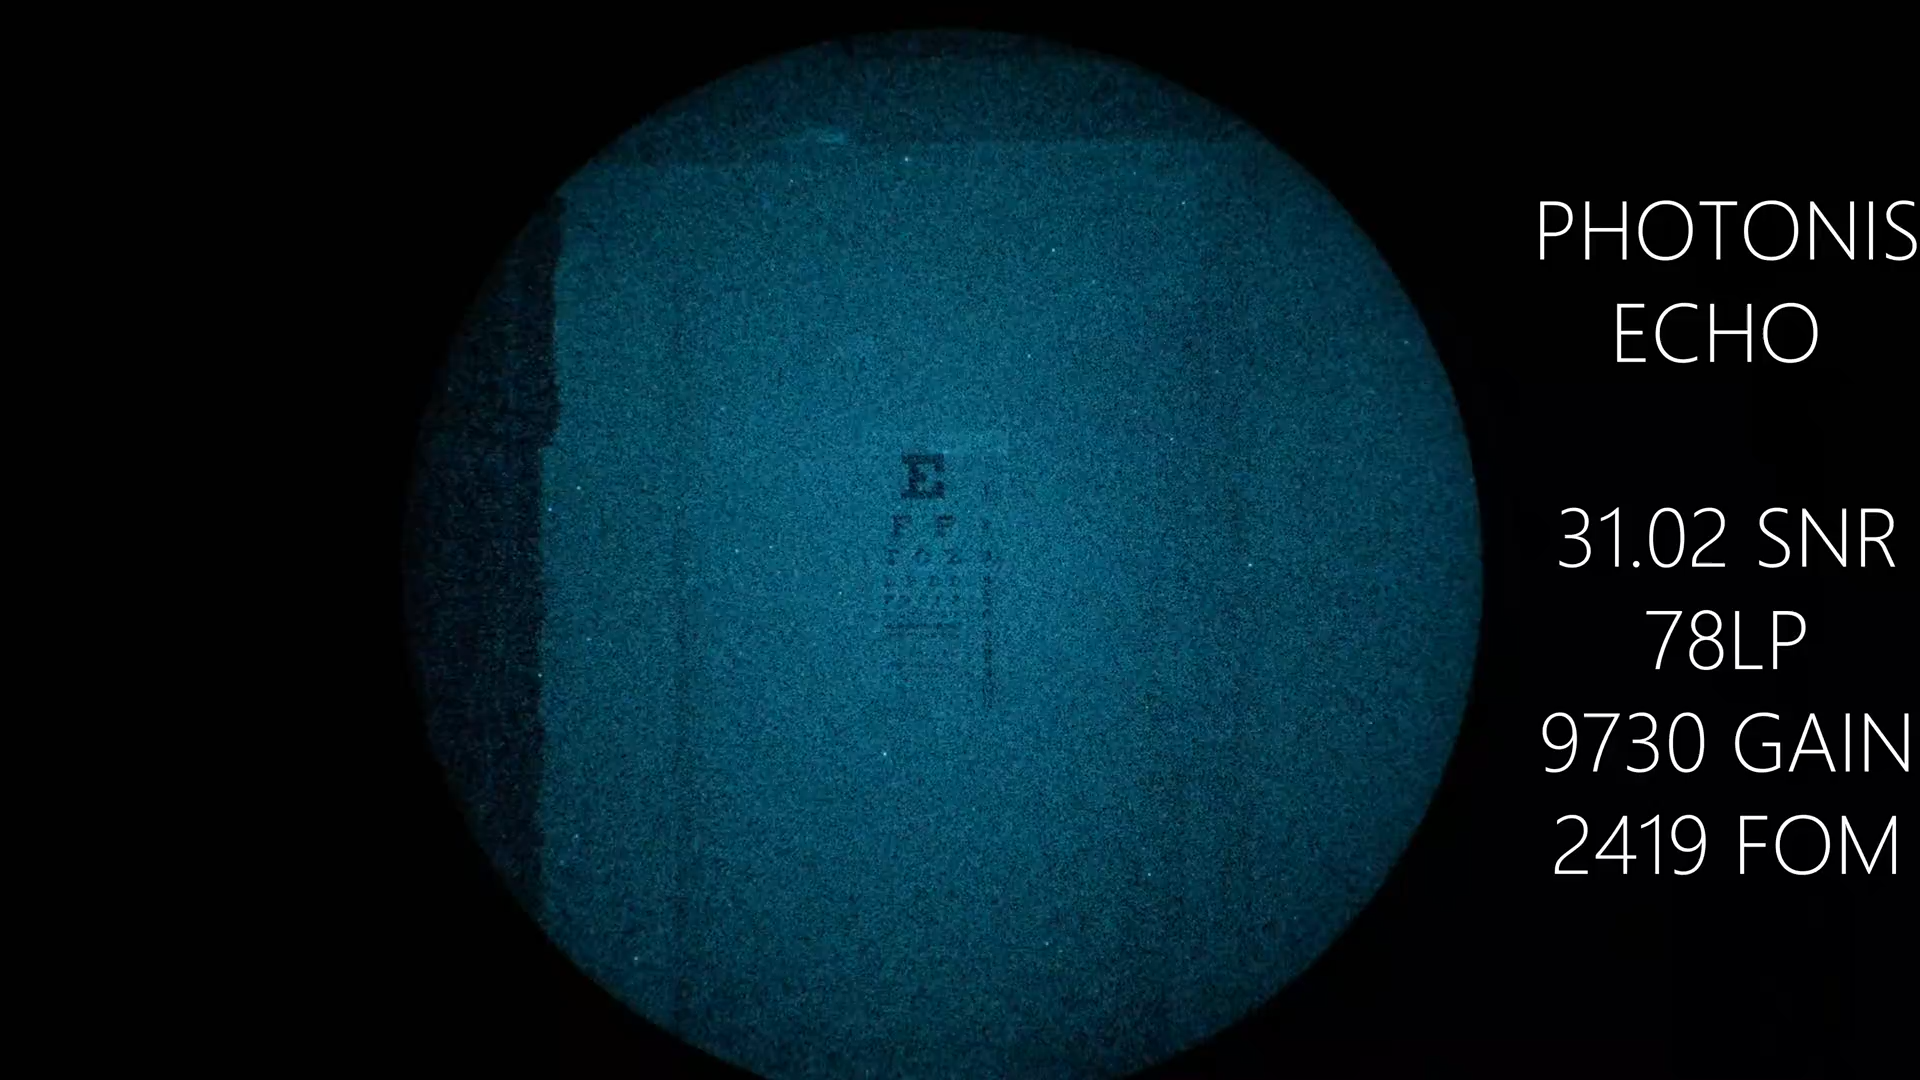 E
F P
T O Z
PHOTONIS
ECHO
31.02 SNR
78LP
9730 GAIN
2419 FOM